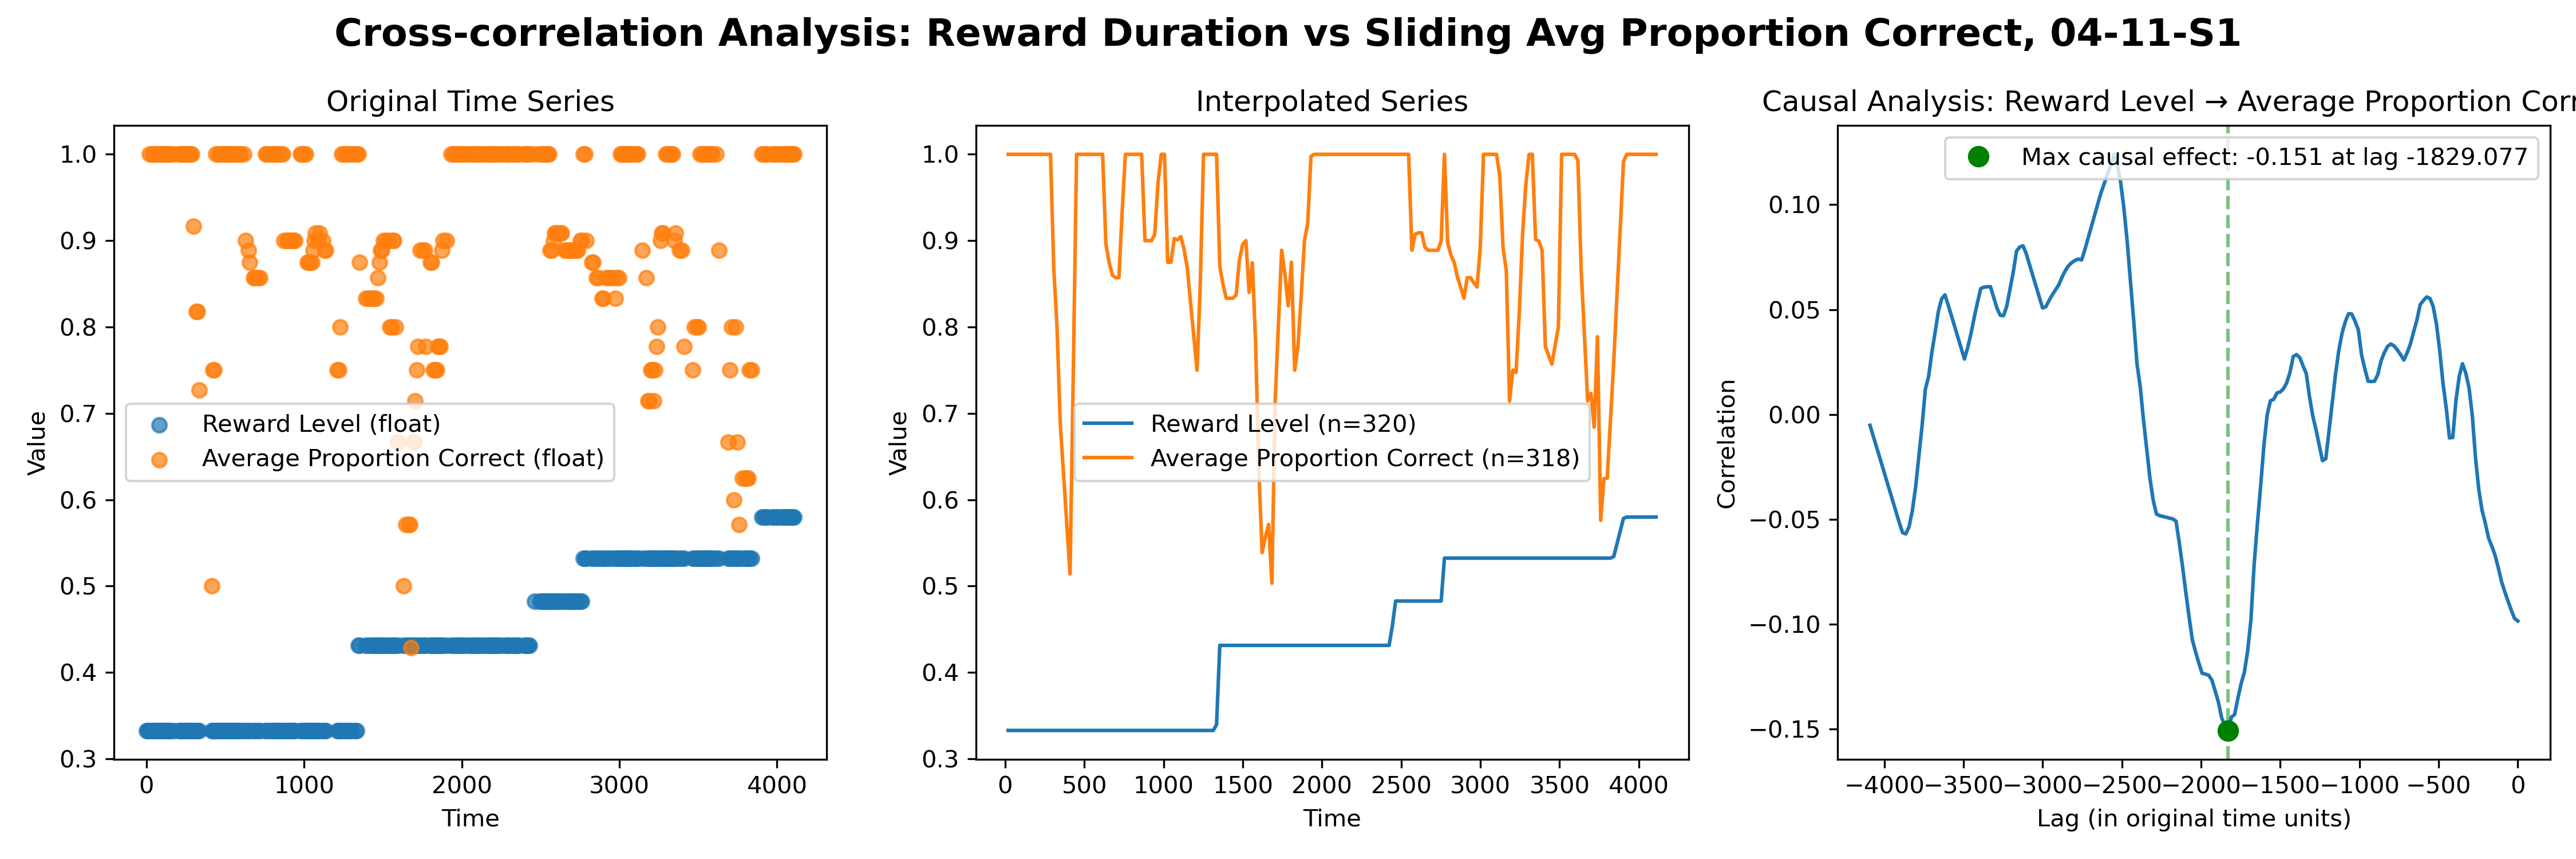 Cross-correlation Analysis: Reward Duration vs Sliding Avg Proportion Correct, 04-11-S1
Original Time Series
1.0
0.9
0.8
0.7
0.6
0.5
0.4
0.3
Value
Reward Level (float)
Average Proportion Correct (float)
0 1000 2000 3000 4000
Time
Interpolated Series
1.0
0.9
0.8
0.7
0.6
0.5
0.4
0.3
Value
Reward Level (n=320)
Average Proportion Correct (n=318)
0 500 1000 1500 2000 2500 3000 3500 4000
Time
Causal Analysis: Reward Level → Average Proportion Corr
Max causal effect: -0.151 at lag -1829.077
0.10
0.05
0.00
−0.05
−0.10
−0.15
Correlation
−4000 −3500 −3000 −2500 −2000 −1500 −1000 −500 0
Lag (in original time units)